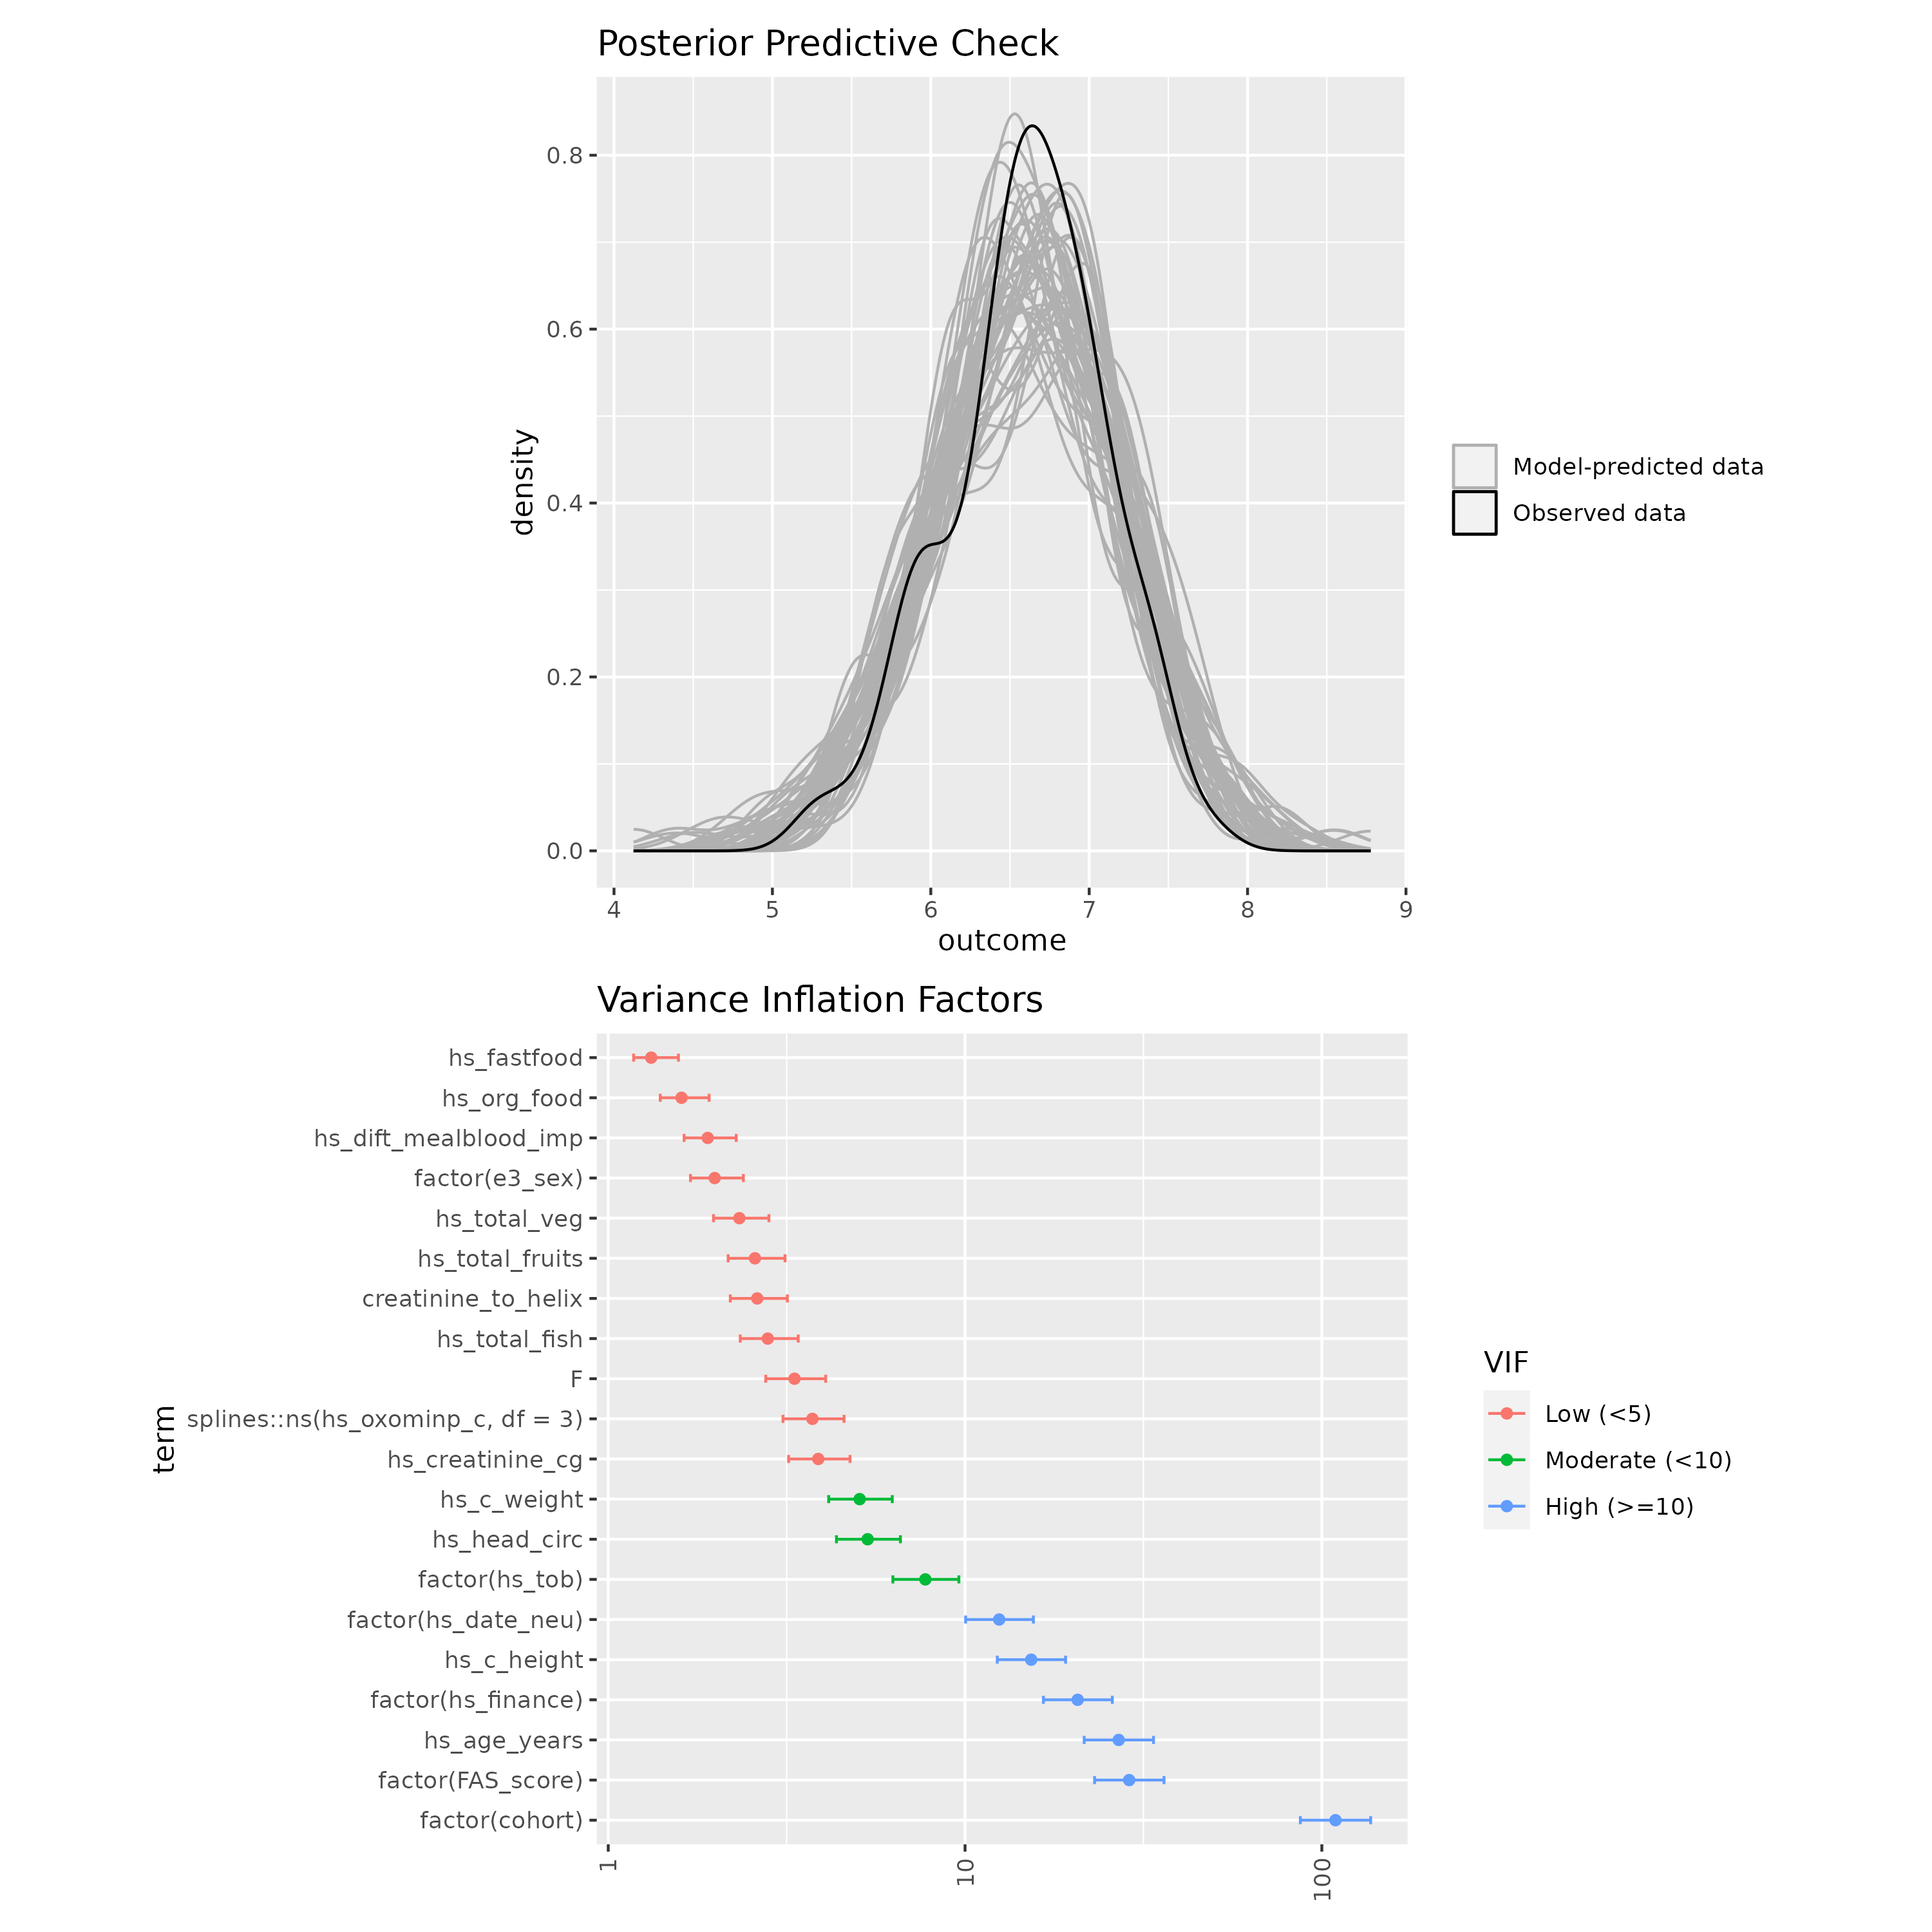 Posterior Predictive Check
density
0.8
0.6
0.4
0.2
0.0
4 5 6 7 8 9
outcome
Model-predicted data
Observed data
Variance Inflation Factors
term
hs_fastfood
hs_org_food
hs_dift_mealblood_imp
factor(e3_sex)
hs_total_veg
hs_total_fruits
creatinine_to_helix
hs_total_fish
F
splines::ns(hs_oxominp_c, df = 3)
hs_creatinine_cg
hs_c_weight
hs_head_circ
factor(hs_tob)
factor(hs_date_neu)
hs_c_height
factor(hs_finance)
hs_age_years
factor(FAS_score)
factor(cohort)
1 10 100
VIF
Low (<5)
Moderate (<10)
High (>=10)